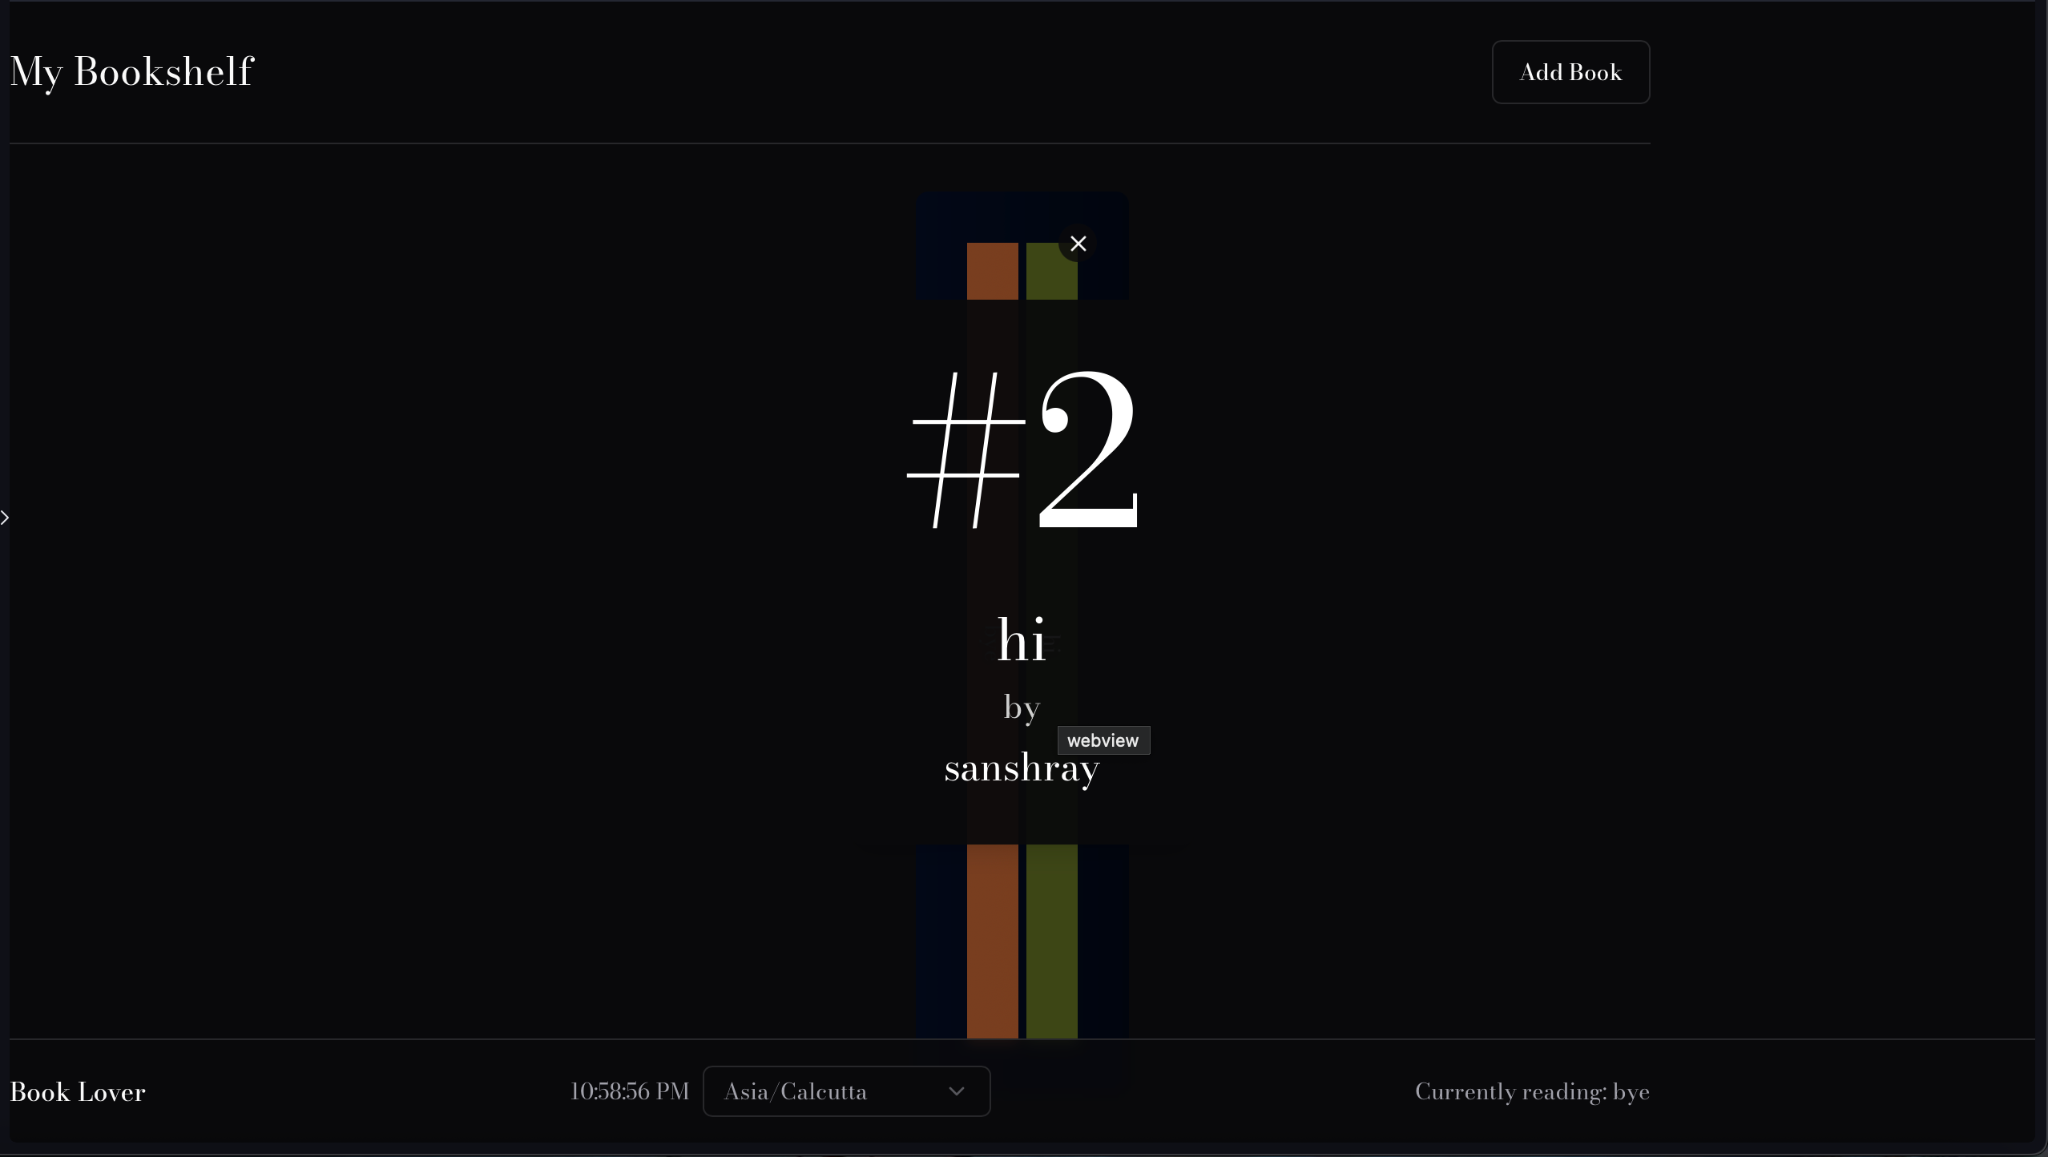 My Bookshelf
Add Book
#2
hi
by
webview
sanshray
Book Lover
10:58:56 PM
Asia/Calcutta
Currently reading: bye